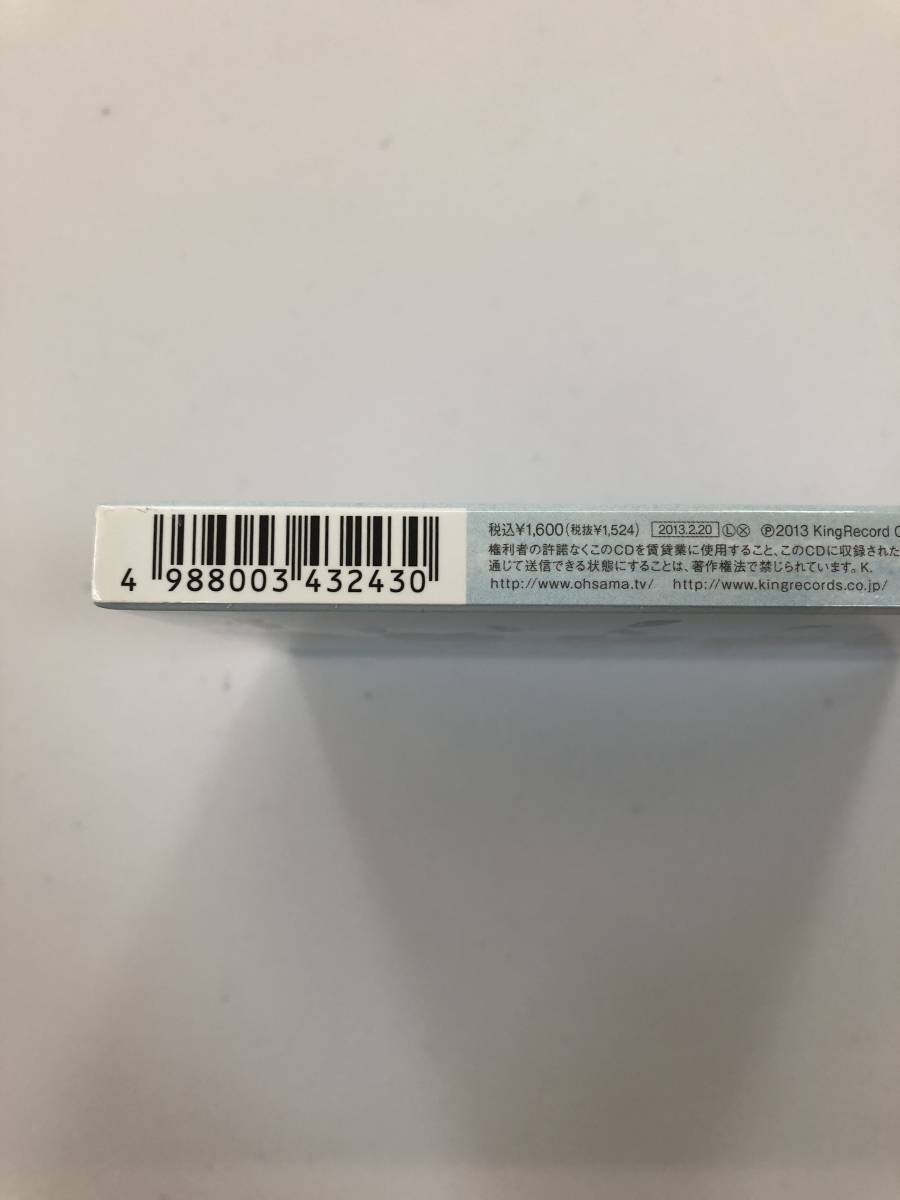 4 988003 432430
税込¥1,600(税抜¥1,524) 2013.2.20 Ⓛ Ⓧ ℗2013 KingRecord
権利者の許諾なくこのCDを賃貸業に使用すること、このCDに収録された
通じて送信できる状態にすることは、著作権法で禁じられています。K.
http://www.ohsama.tv/ http://www.kingrecords.co.jp/